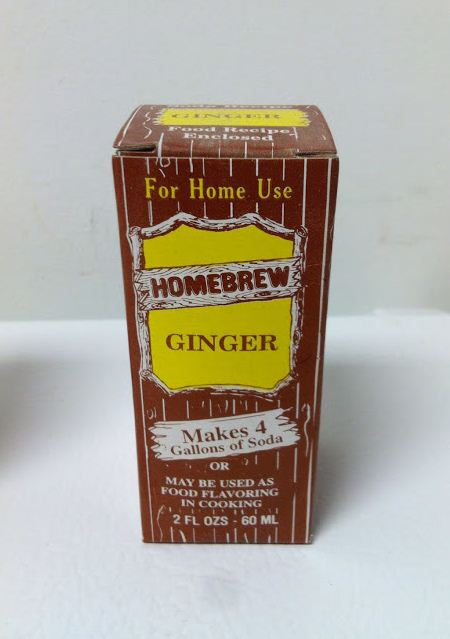 GINGER
Food Recipe
Enclosed
For Home Use
HOMEBREW
GINGER
Makes 4
Gallons of Soda
OR
MAY BE USED AS
FOOD FLAVORING
IN COOKING
2 FL OZS - 60 ML